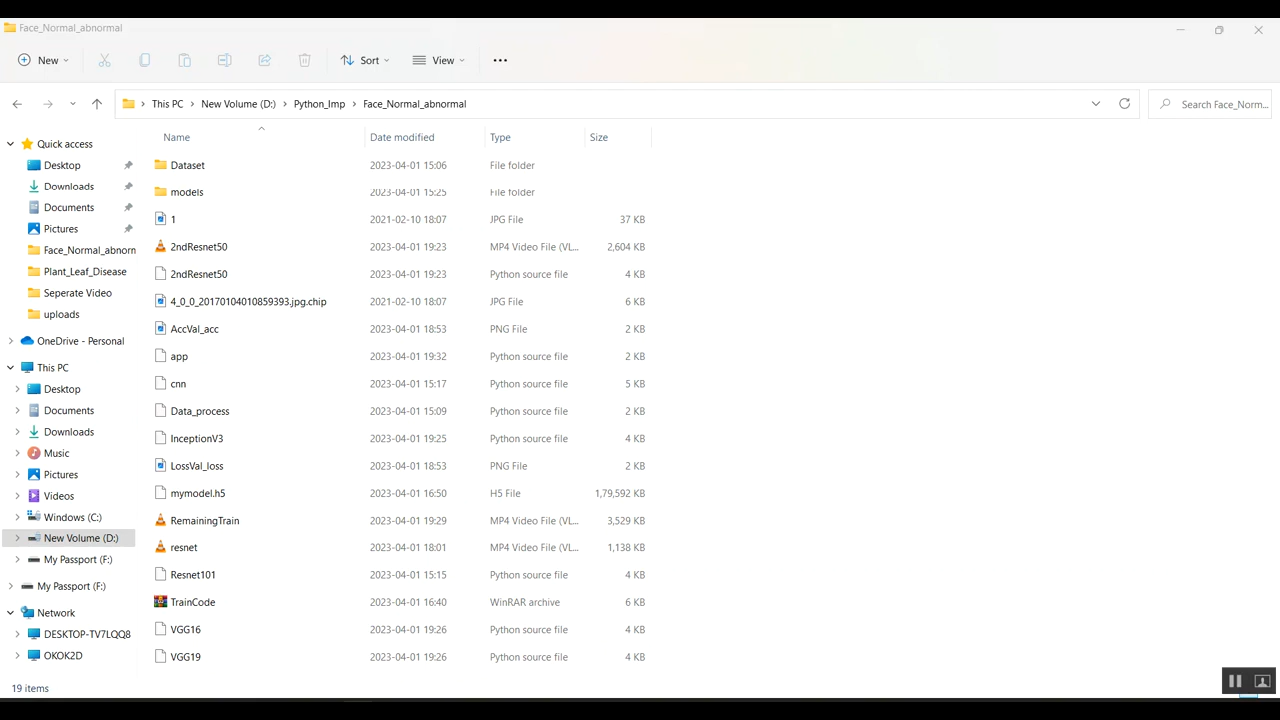 Face_Normal_abnormal
New Sort View
This PC New Volume (D:) Python_Imp Face_Normal_abnormal Search Face_Norm...
Name Date modified Type Size
Quick access
Desktop
Downloads
Documents
Pictures
Face_Normal_abnorn
Plant_Leaf_Disease
Seperate Video
uploads
OneDrive - Personal
This PC
Desktop
Documents
Downloads
Music
Pictures
Videos
Windows (C:)
New Volume (D:)
My Passport (F:)
My Passport (F:)
Network
DESKTOP-TV7LQQ8
OKOK2D
Dataset 2023-04-01 15:06 File folder
models 2023-04-01 15:25 File folder
1 2021-02-10 18:07 JPG File 37 KB
2ndResnet50 2023-04-01 19:23 MP4 Video File (VL... 2,604 KB
2ndResnet50 2023-04-01 19:23 Python source file 4 KB
4_0_0_20170104010859393.jpg.chip 2021-02-10 18:07 JPG File 6 KB
AccVal_acc 2023-04-01 18:53 PNG File 2 KB
app 2023-04-01 19:32 Python source file 2 KB
cnn 2023-04-01 15:17 Python source file 5 KB
Data_process 2023-04-01 15:09 Python source file 2 KB
InceptionV3 2023-04-01 19:25 Python source file 4 KB
LossVal_loss 2023-04-01 18:53 PNG File 2 KB
mymodel.h5 2023-04-01 16:50 H5 File 1,79,592 KB
RemainingTrain 2023-04-01 19:29 MP4 Video File (VL... 3,529 KB
resnet 2023-04-01 18:01 MP4 Video File (VL... 1,138 KB
Resnet101 2023-04-01 15:15 Python source file 4 KB
TrainCode 2023-04-01 16:40 WinRAR archive 6 KB
VGG16 2023-04-01 19:26 Python source file 4 KB
VGG19 2023-04-01 19:26 Python source file 4 KB
19 items